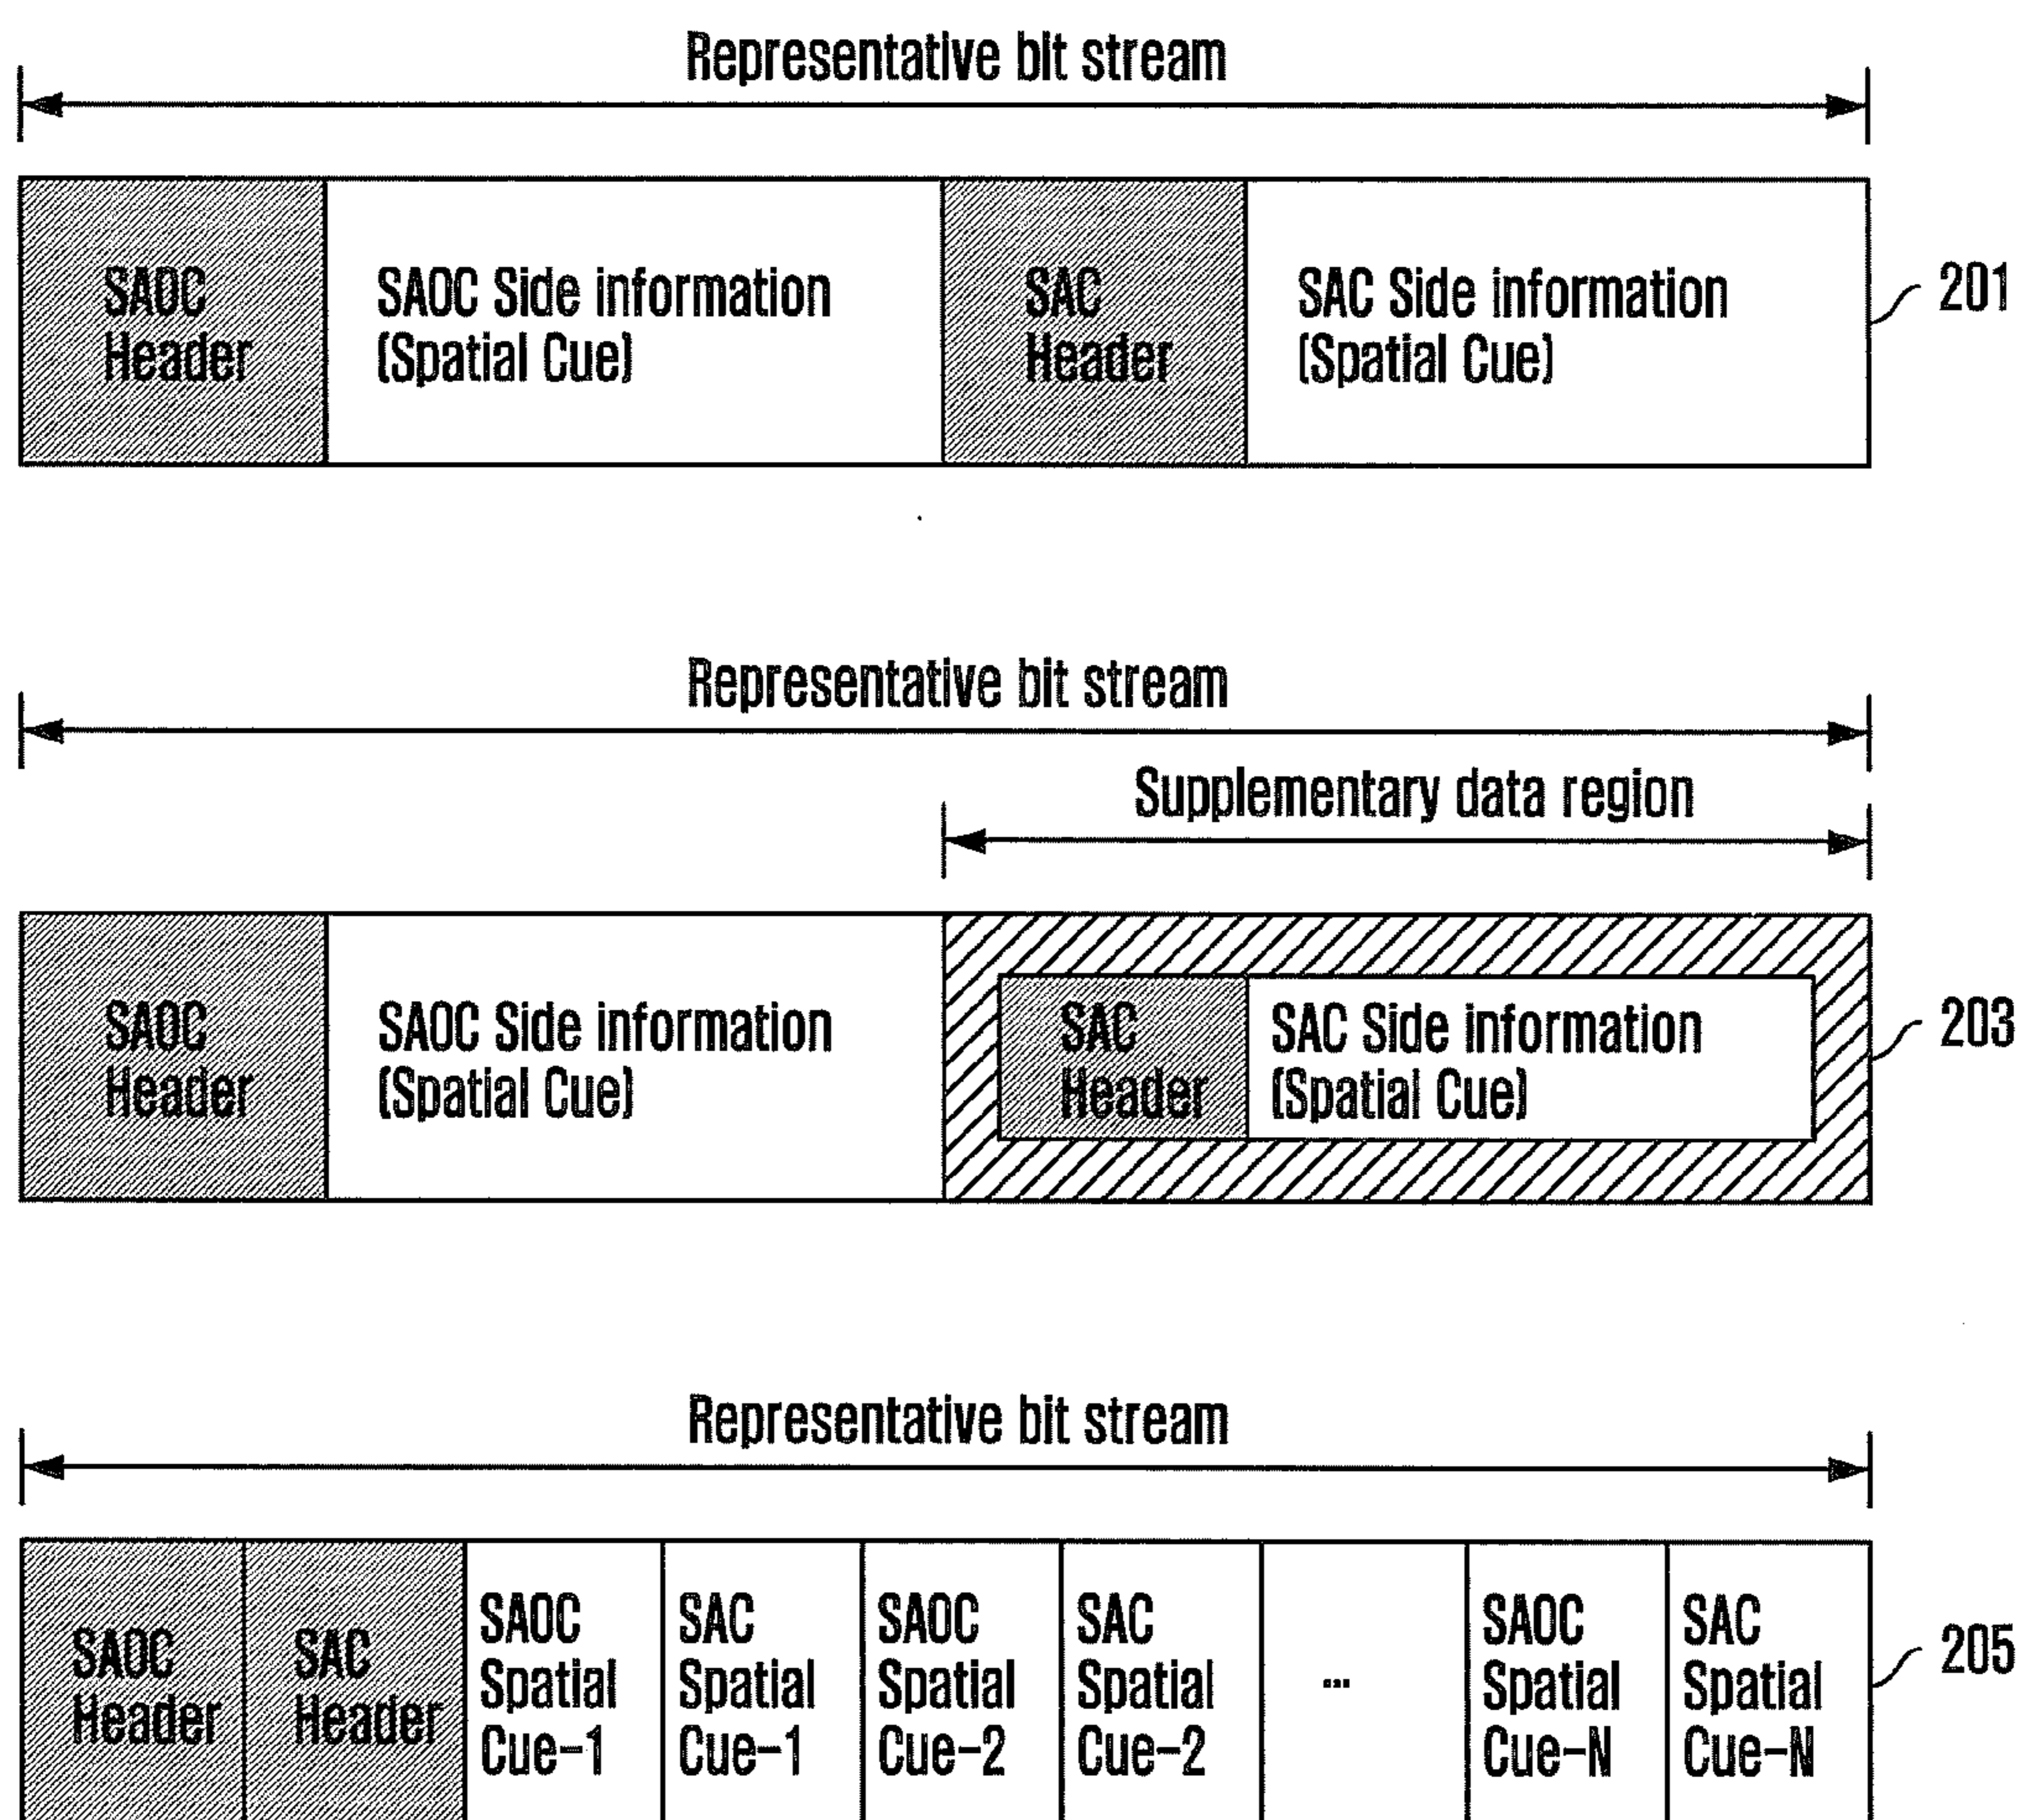 Representative bit stream
SAOC
Header
SAOC Side information
(Spatial Cue)
SAC
Header
SAC Side information
(Spatial Cue)
201
Representative bit stream
Supplementary data region
SAOC
Header
SAOC Side information
(Spatial Cue)
SAC
Header
SAC Side information
(Spatial Cue)
203
Representative bit stream
SAOC
Header
SAC
Header
SAOC
Spatial
Cue-1
SAC
Spatial
Cue-1
SAOC
Spatial
Cue-2
SAC
Spatial
Cue-2
...
SAOC
Spatial
Cue-N
SAC
Spatial
Cue-N
205